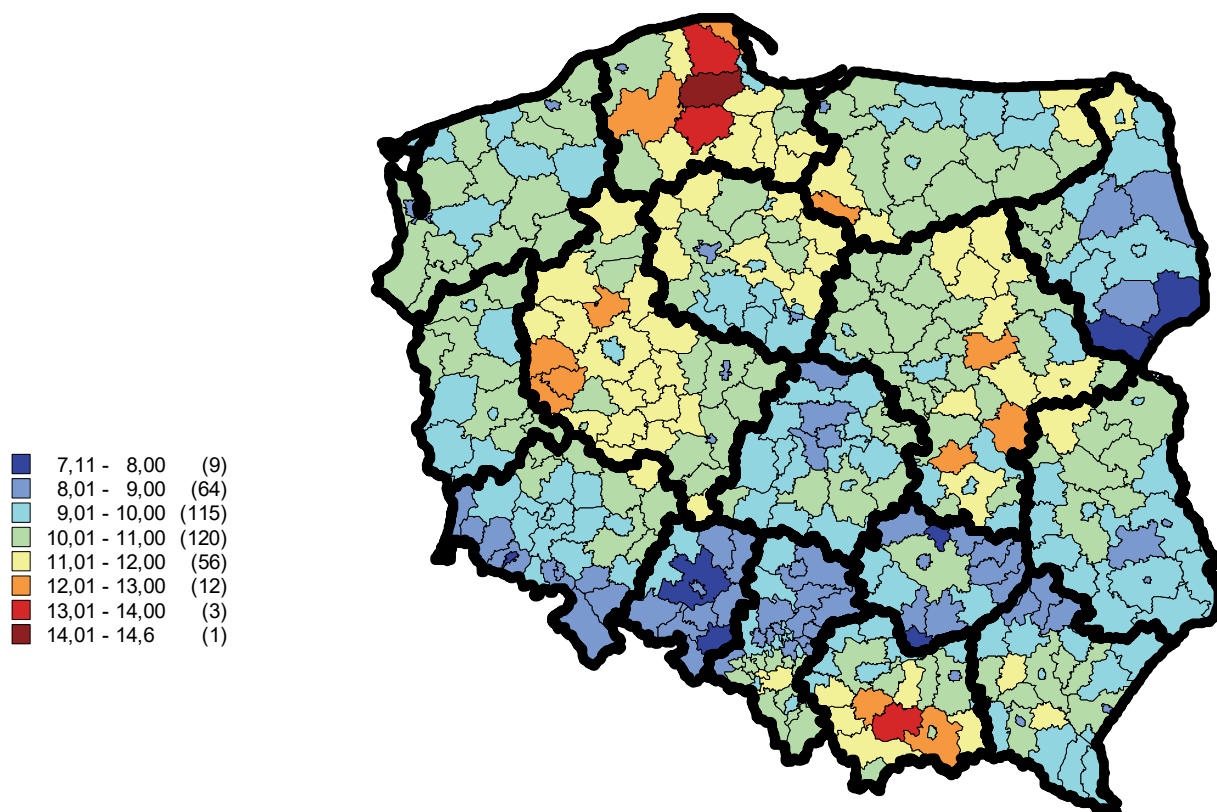 7,11 - 8,00 (9)
8,01 - 9,00 (64)
9,01 - 10,00 (115)
10,01 - 11,00 (120)
11,01 - 12,00 (56)
12,01 - 13,00 (12)
13,01 - 14,00 (3)
14,01 - 14,6 (1)